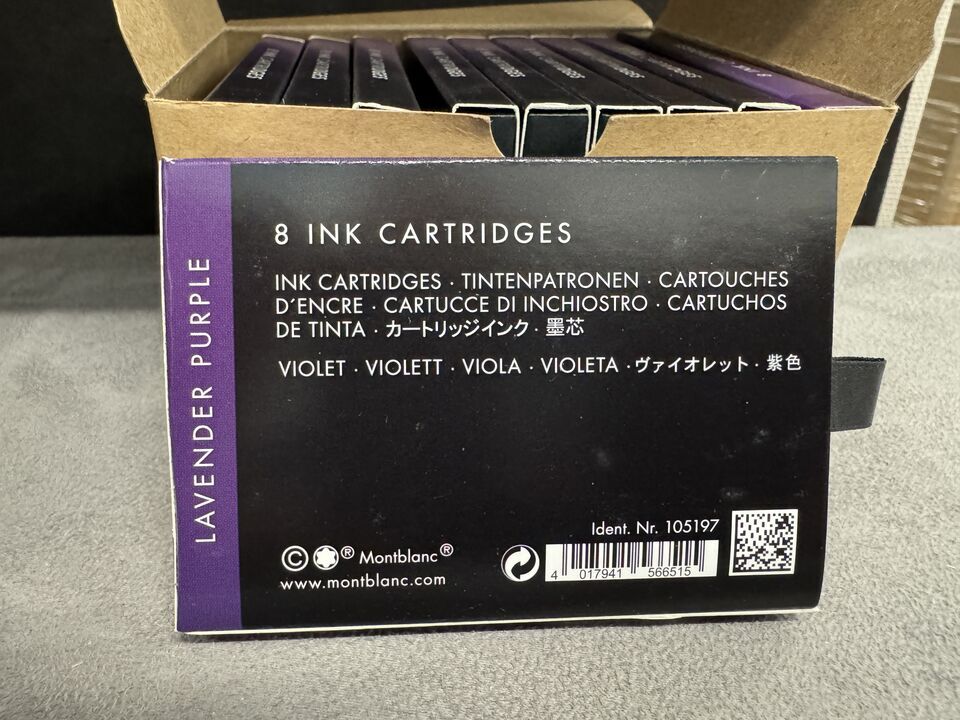 8 INK CARTRIDGES
INK CARTRIDGES · TINTENPATRONEN · CARTOUCHES
D'ENCRE · CARTUCCE DI INCHIOSTRO · CARTUCHOS
DE TINTA · カートリッジインク · 墨芯
VIOLET · VIOLETT · VIOLA · VIOLETA · ヴァイオレット · 紫色
LAVENDER PURPLE
Ident. Nr. 105197
© ® Montblanc®
www.montblanc.com
4 017941 566515